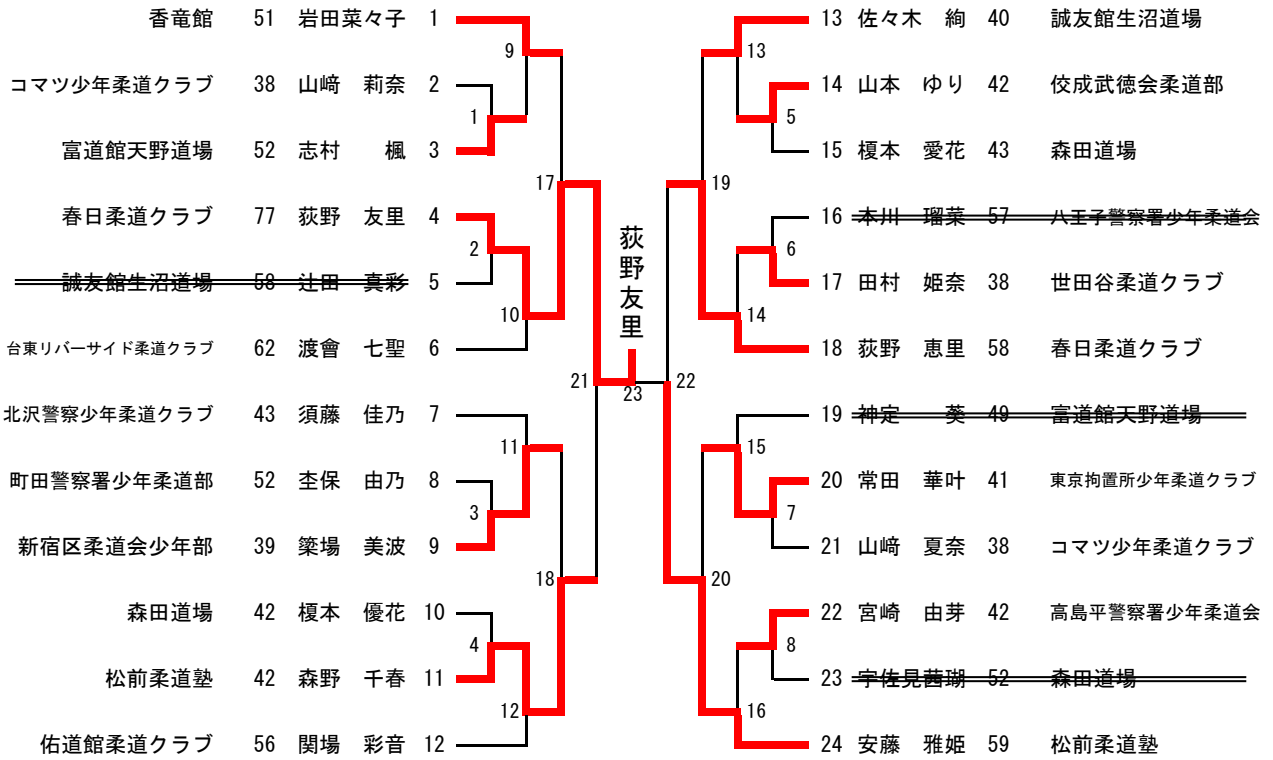 香竜館 51 岩田菜々子 1
コマツ少年柔道クラブ 38 山﨑 莉奈 2
富道館天野道場 52 志村 楓 3
春日柔道クラブ 77 荻野 友里 4
誠友館生沼道場 58 辻田 真彩 5
台東リバーサイド柔道クラブ 62 渡會 七聖 6
北沢警察少年柔道クラブ 43 須藤 佳乃 7
町田警察署少年柔道部 52 杢保 由乃 8
新宿区柔道会少年部 39 簗場 美波 9
森田道場 42 榎本 優花 10
松前柔道塾 42 森野 千春 11
佑道館柔道クラブ 56 関場 彩音 12
9
1
17
2
10
21
11
3
18
4
12
荻野友里
23
13
5
19
6
14
22
15
7
20
8
16
13 佐々木 絢 40 誠友館生沼道場
14 山本 ゆり 42 佼成武徳会柔道部
15 榎本 愛花 43 森田道場
16 本川 瑠菜 57 八王子警察署少年柔道会
17 田村 姫奈 38 世田谷柔道クラブ
18 荻野 恵里 58 春日柔道クラブ
19 神定 葵 49 富道館天野道場
20 常田 華叶 41 東京拘置所少年柔道クラブ
21 山﨑 夏奈 38 コマツ少年柔道クラブ
22 宮崎 由芽 42 高島平警察署少年柔道会
23 宇佐見茜瑚 52 森田道場
24 安藤 雅姫 59 松前柔道塾